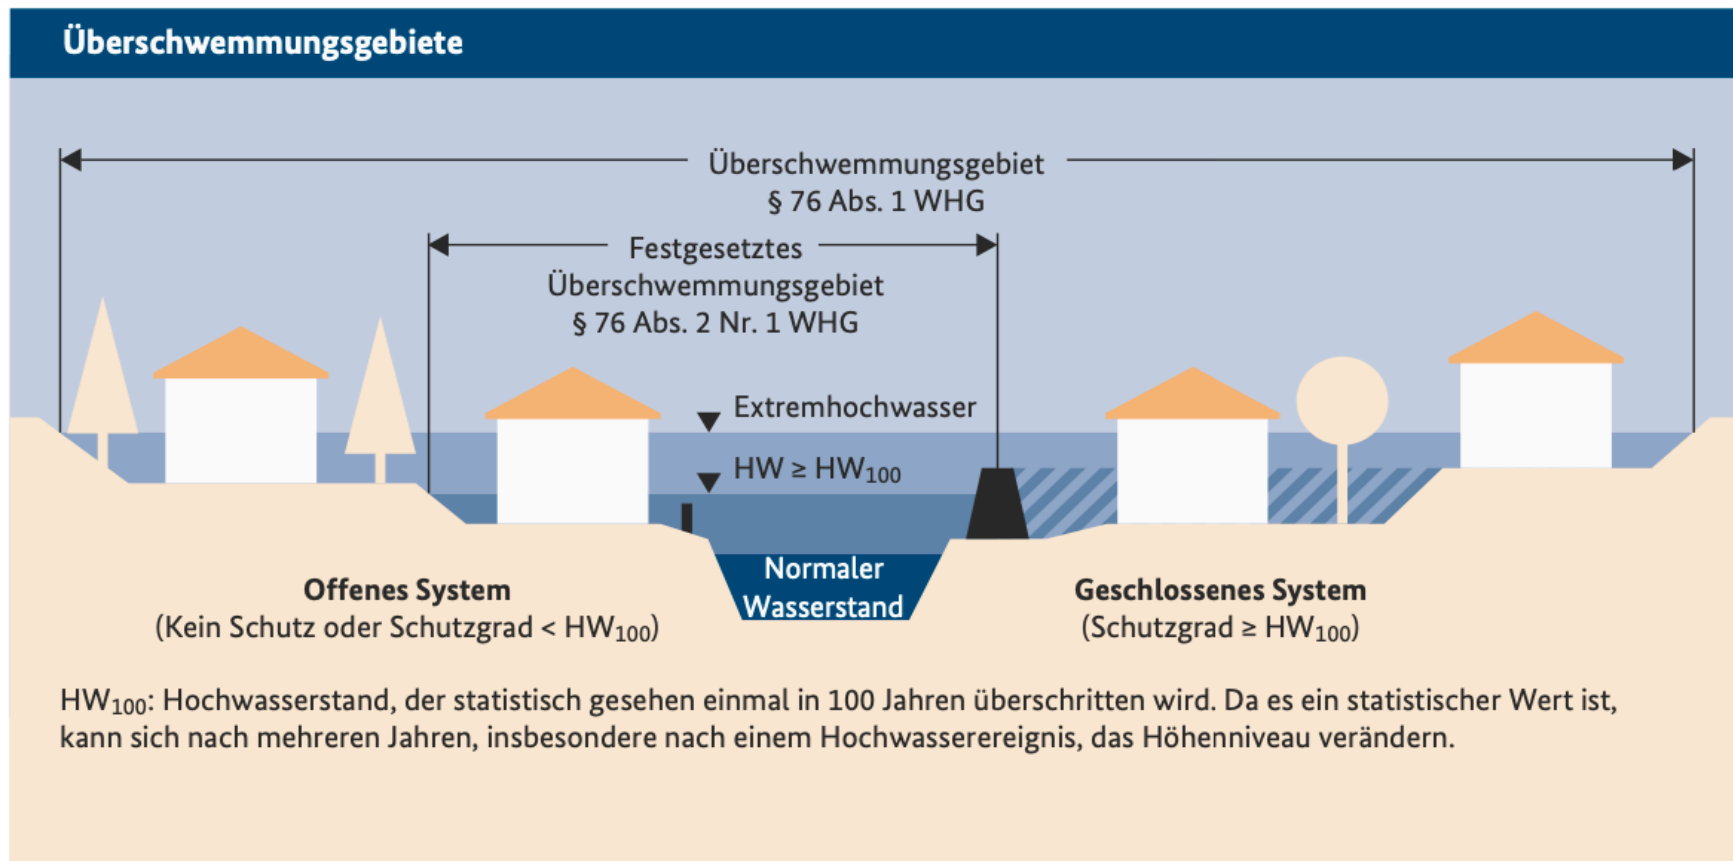 Überschwemmungsgebiete
Überschwemmungsgebiet
§ 76 Abs. 1 WHG
Festgesetztes
Überschwemmungsgebiet
§ 76 Abs. 2 Nr. 1 WHG
Extremhochwasser
HW ≥ HW₁₀₀
Normaler
Wasserstand
Offenes System
(Kein Schutz oder Schutzgrad < HW₁₀₀)
Geschlossenes System
(Schutzgrad ≥ HW₁₀₀)
HW₁₀₀: Hochwasserstand, der statistisch gesehen einmal in 100 Jahren überschritten wird. Da es ein statistischer Wert ist,
kann sich nach mehreren Jahren, insbesondere nach einem Hochwasserereignis, das Höhenniveau verändern.